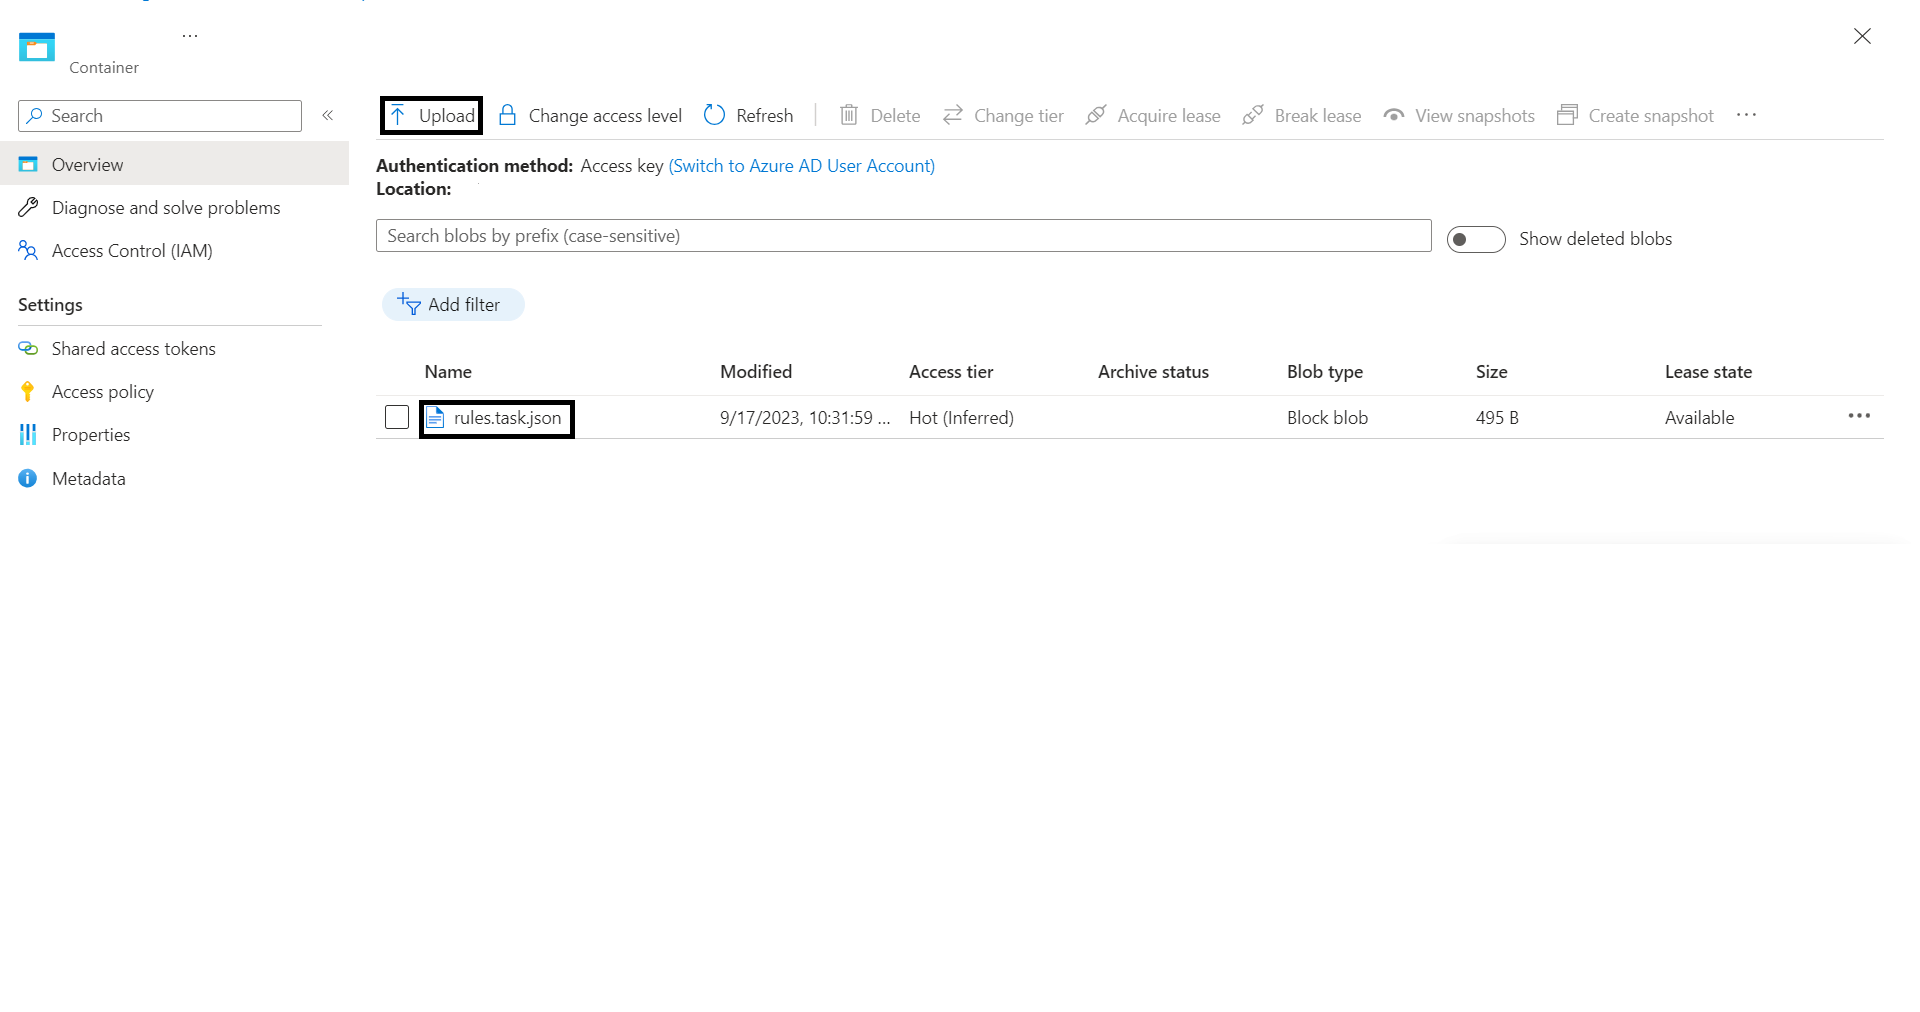 ...
Container
Search
«
Upload
Change access level
Refresh
Delete
Change tier
Acquire lease
Break lease
View snapshots
Create snapshot
...
Overview
Diagnose and solve problems
Access Control (IAM)
Settings
Shared access tokens
Access policy
Properties
Metadata
Authentication method: Access key (Switch to Azure AD User Account)
Location:
Search blobs by prefix (case-sensitive)
Show deleted blobs
Add filter
Name Modified Access tier Archive status Blob type Size Lease state
rules.task.json 9/17/2023, 10:31:59 ... Hot (Inferred) Block blob 495 B Available ...